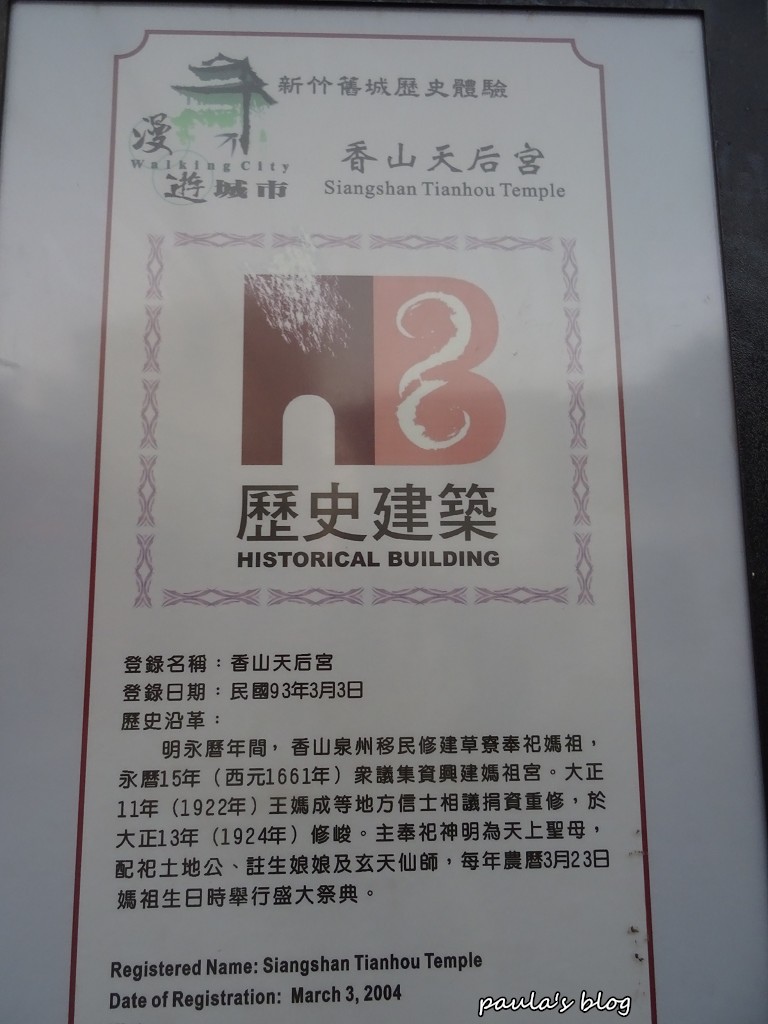 新竹舊城歷史體驗
漫不
Walking City
遊城市
香山天后宮
Siangshan Tianhou Temple
HB
歷史建築
HISTORICAL BUILDING
登錄名稱：香山天后宮
登錄日期：民國93年3月3日
歷史沿革：
明永曆年間，香山泉州移民修建草寮奉祀媽祖，
永曆15年（西元1661年）眾議集資興建媽祖宮。大正
11年（1922年）王媽成等地方信士相議捐資重修，於
大正13年（1924年）修峻。主奉祀神明為天上聖母，
配祀土地公、註生娘娘及玄天仙師，每年農曆3月23日
媽祖生日時舉行盛大祭典。
Registered Name: Siangshan Tianhou Temple
Date of Registration: March 3, 2004
paula's blog